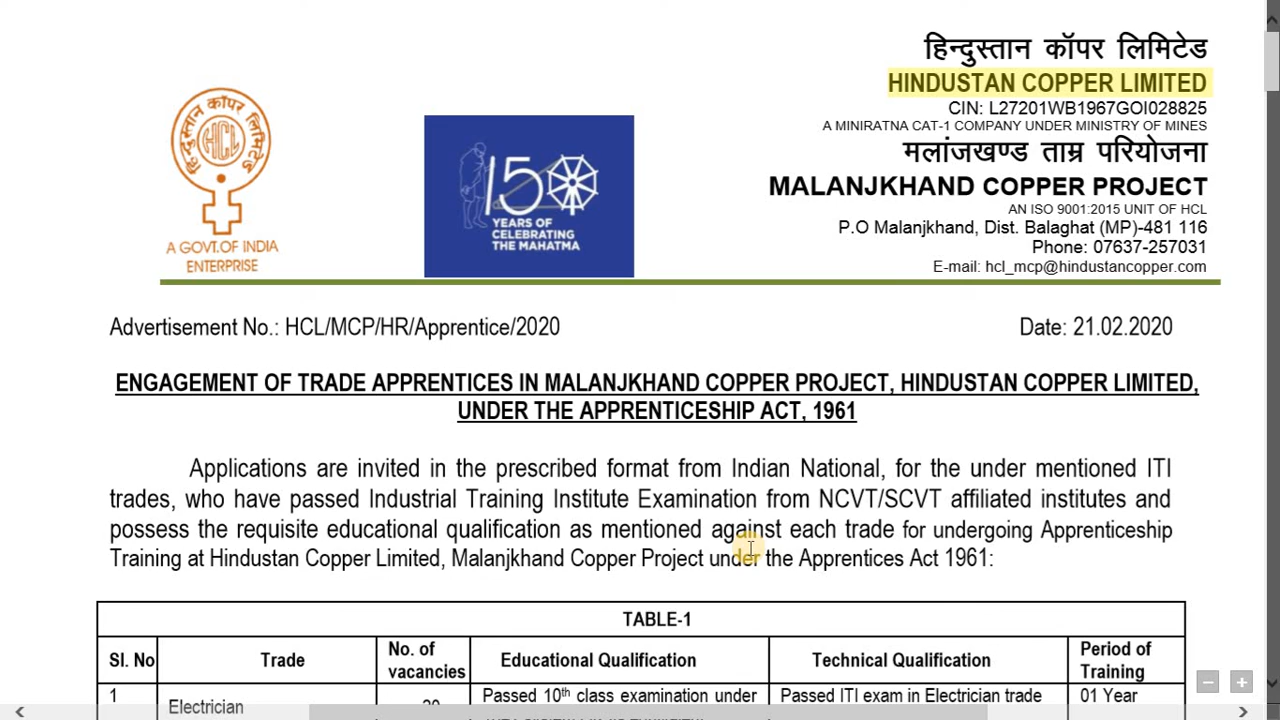 हिन्दुस्तान कॉपर लिमिटेड
HINDUSTAN COPPER LIMITED
CIN: L27201WB1967GOI028825
A MINIRATNA CAT-1 COMPANY UNDER MINISTRY OF MINES
मलांजखण्ड ताम्र परियोजना
MALANJKHAND COPPER PROJECT
AN ISO 9001:2015 UNIT OF HCL
P.O Malanjkhand, Dist. Balaghat (MP)-481 116
Phone: 07637-257031
E-mail: hcl_mcp@hindustancopper.com
हिन्दुस्तान कॉपर लिमिटेड
HCL
A GOVT.OF INDIA
ENTERPRISE
150
YEARS OF
CELEBRATING
THE MAHATMA
Advertisement No.: HCL/MCP/HR/Apprentice/2020 Date: 21.02.2020
ENGAGEMENT OF TRADE APPRENTICES IN MALANJKHAND COPPER PROJECT, HINDUSTAN COPPER LIMITED,
UNDER THE APPRENTICESHIP ACT, 1961
Applications are invited in the prescribed format from Indian National, for the under mentioned ITI
trades, who have passed Industrial Training Institute Examination from NCVT/SCVT affiliated institutes and
possess the requisite educational qualification as mentioned against each trade for undergoing Apprenticeship
Training at Hindustan Copper Limited, Malanjkhand Copper Project under the Apprentices Act 1961:
TABLE-1
Sl. No Trade No. of vacancies Educational Qualification Technical Qualification Period of Training
1 Electrician Passed 10th class examination under Passed ITI exam in Electrician trade 01 Year